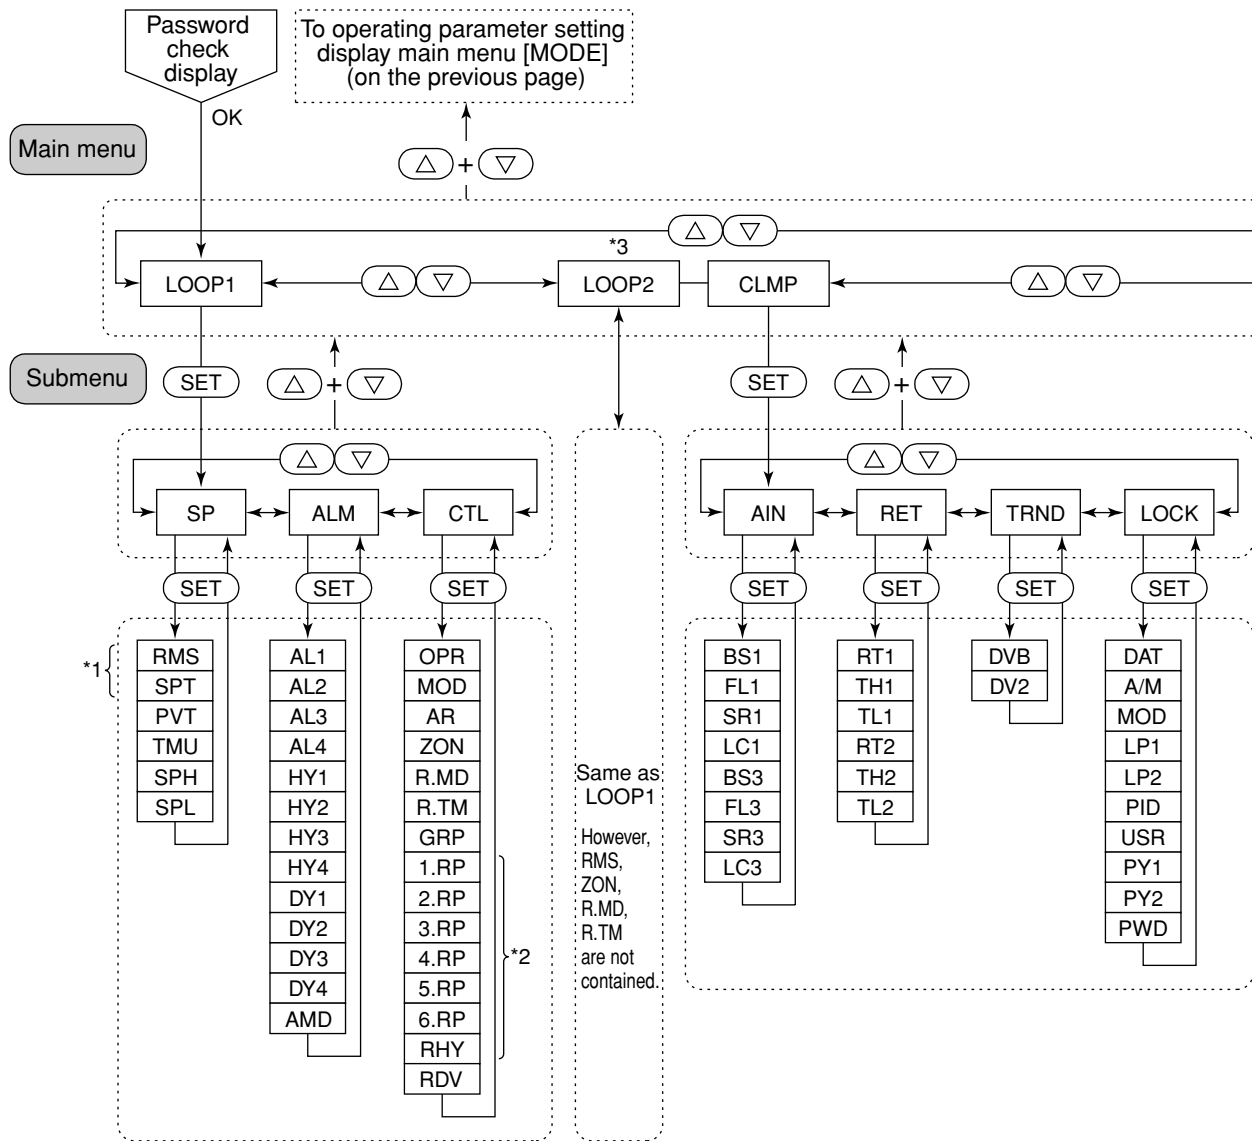 Password
check
display
To operating parameter setting
display main menu [MODE]
(on the previous page)
OK
Main menu
+
*3
LOOP1
LOOP2
CLMP
Submenu
SET
+
SET
+
SP
ALM
CTL
AIN
RET
TRND
LOCK
SET
SET
SET
SET
SET
SET
SET
*1
RMS
SPT
PVT
TMU
SPH
SPL
AL1
AL2
AL3
AL4
HY1
HY2
HY3
HY4
DY1
DY2
DY3
DY4
AMD
OPR
MOD
AR
ZON
R.MD
R.TM
GRP
1.RP
2.RP
3.RP
4.RP
5.RP
6.RP
RHY
RDV
*2
Same as
LOOP1
However,
RMS,
ZON,
R.MD,
R.TM
are not
contained.
BS1
FL1
SR1
LC1
BS3
FL3
SR3
LC3
RT1
TH1
TL1
RT2
TH2
TL2
DVB
DV2
DAT
A/M
MOD
LP1
LP2
PID
USR
PY1
PY2
PWD